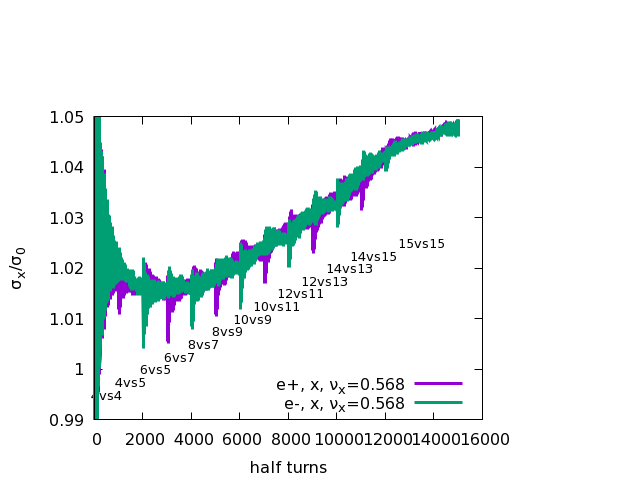 1.05
1.04
1.03
1.02
1.01
1
0.99
σx/σ0
15vs15
14vs15
14vs13
12vs13
12vs11
10vs11
10vs9
8vs9
8vs7
6vs7
6vs5
4vs5
4vs4
e+, x, νx=0.568
e-, x, νx=0.568
0 2000 4000 6000 8000 10000 12000 14000 16000
half turns